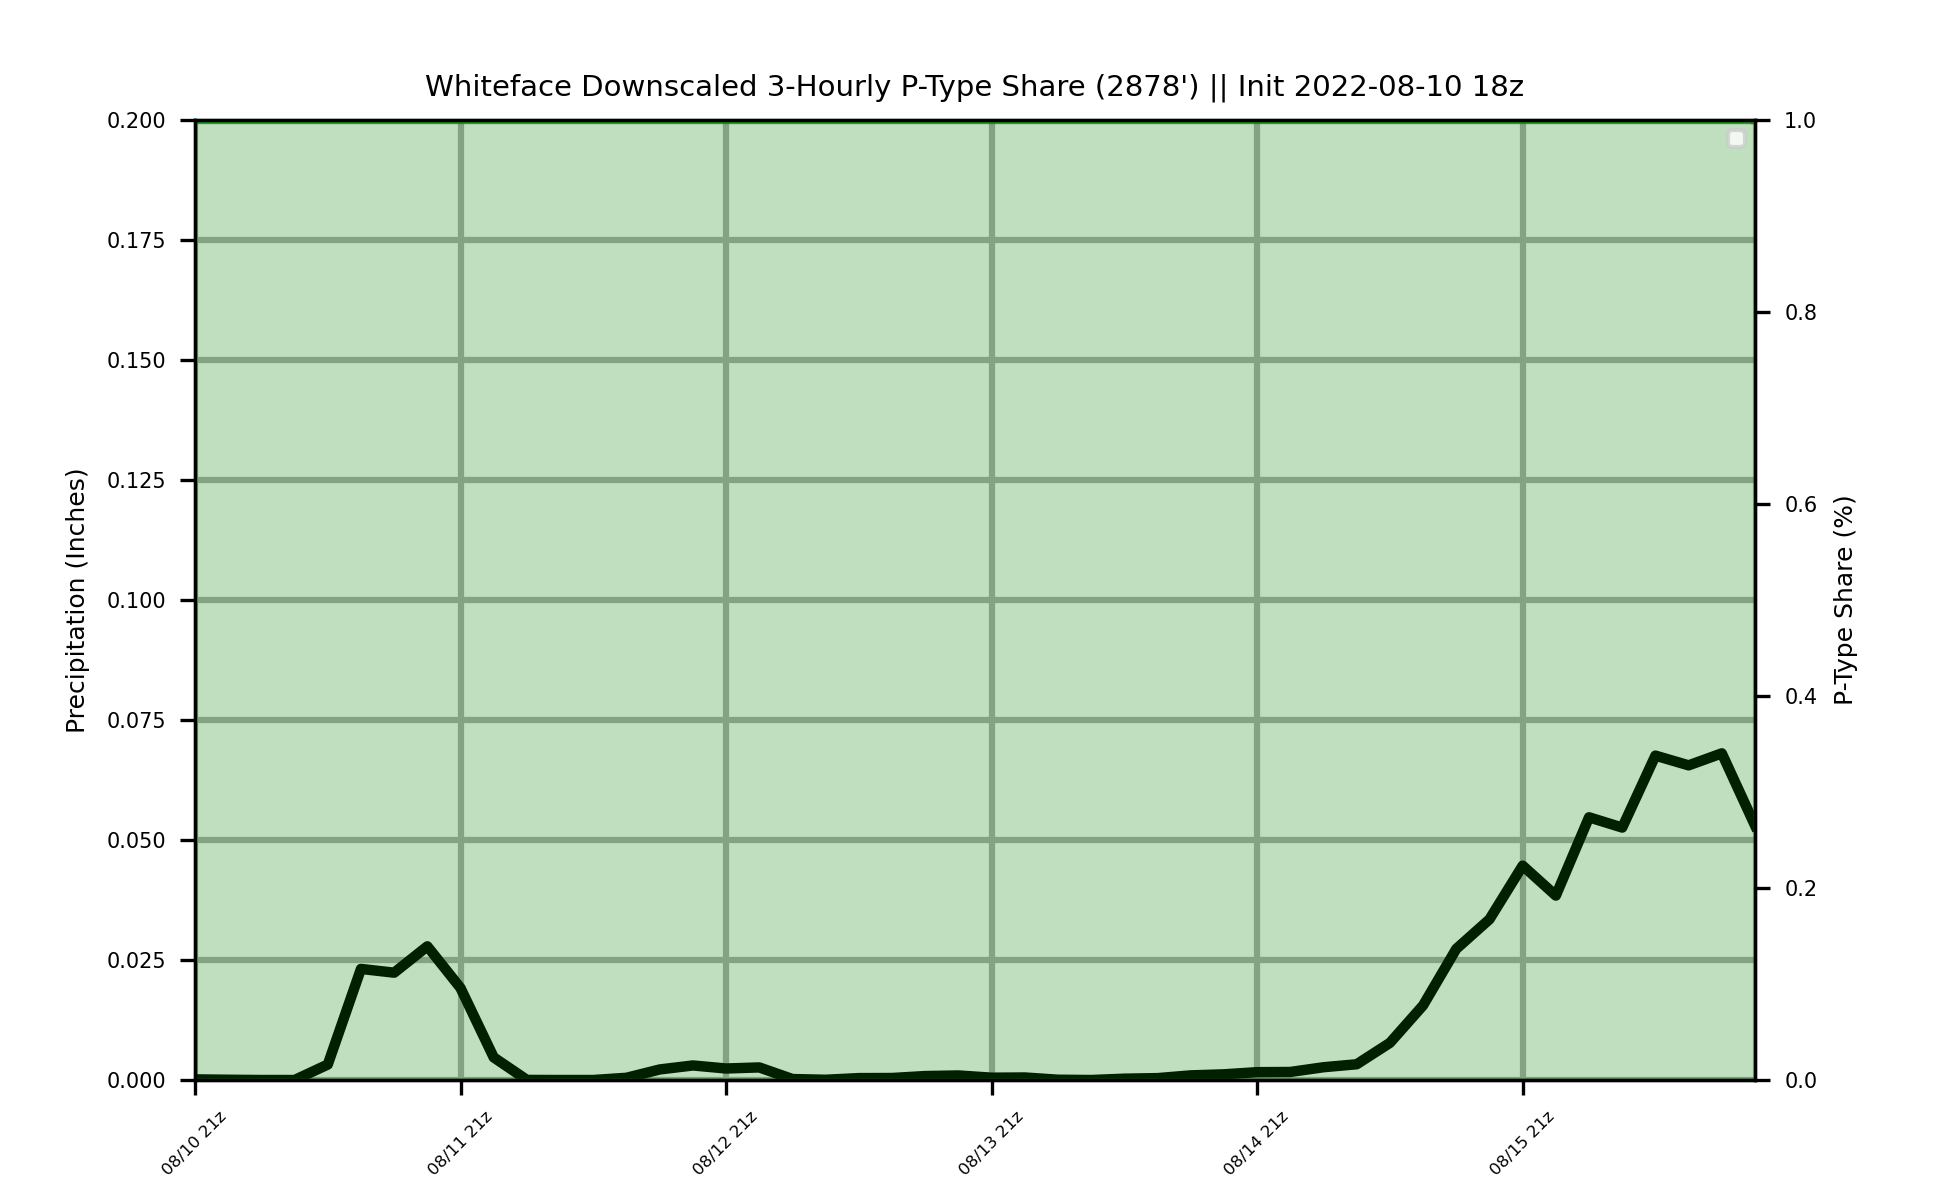 Whiteface Downscaled 3-Hourly P-Type Share (2878') || Init 2022-08-10 18z
Precipitation (Inches)
0.200
0.175
0.150
0.125
0.100
0.075
0.050
0.025
0.000
1.0
0.8
0.6
0.4
0.2
0.0
P-Type Share (%)
08/10 21z
08/11 21z
08/12 21z
08/13 21z
08/14 21z
08/15 21z